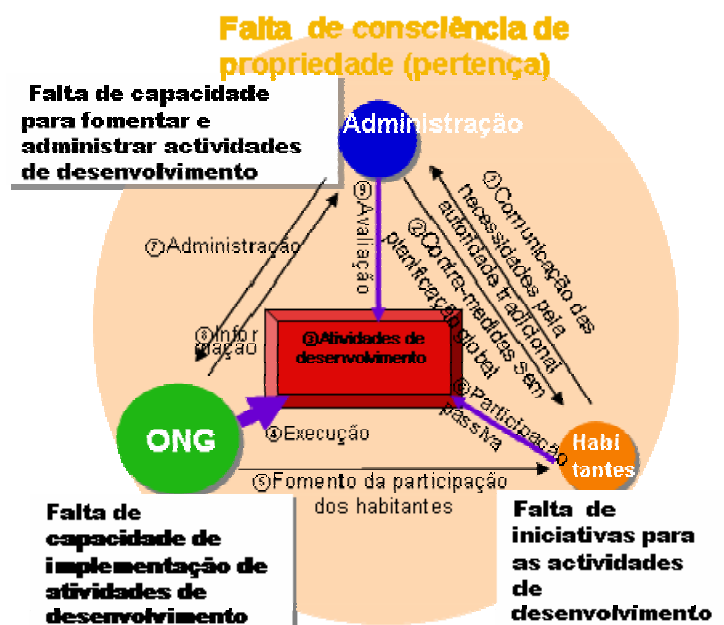 Falta de consciência de
propriedade (pertença)
Falta de capacidade
para fomentar e
administrar actividades
de desenvolvimento
Administração
⑨Avaliação
①Comunicação das
necessidades pela
autoridade tradicional
②Contre-medidas sem
planificação global
⑦Administração
⑧Infor
mação
③Atividades de
desenvolvimento
ONG
④Execução
⑥Participação
passiva
Habi
tantes
⑤Fomento da participação
dos habitantes
Falta de
capacidade de
implementação de
atividades de
desenvolvimento
Falta de
iniciativas para
as actividades
de
desenvolvimento